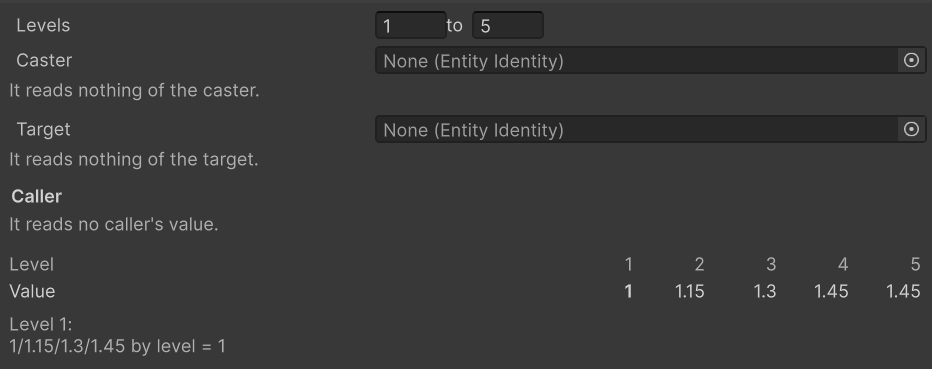 Levels 1 to 5
Caster None (Entity Identity)
It reads nothing of the caster.
Target None (Entity Identity)
It reads nothing of the target.
Caller
It reads no caller's value.
Level 1 2 3 4 5
Value 1 1.15 1.3 1.45 1.45
Level 1:
1/1.15/1.3/1.45 by level = 1